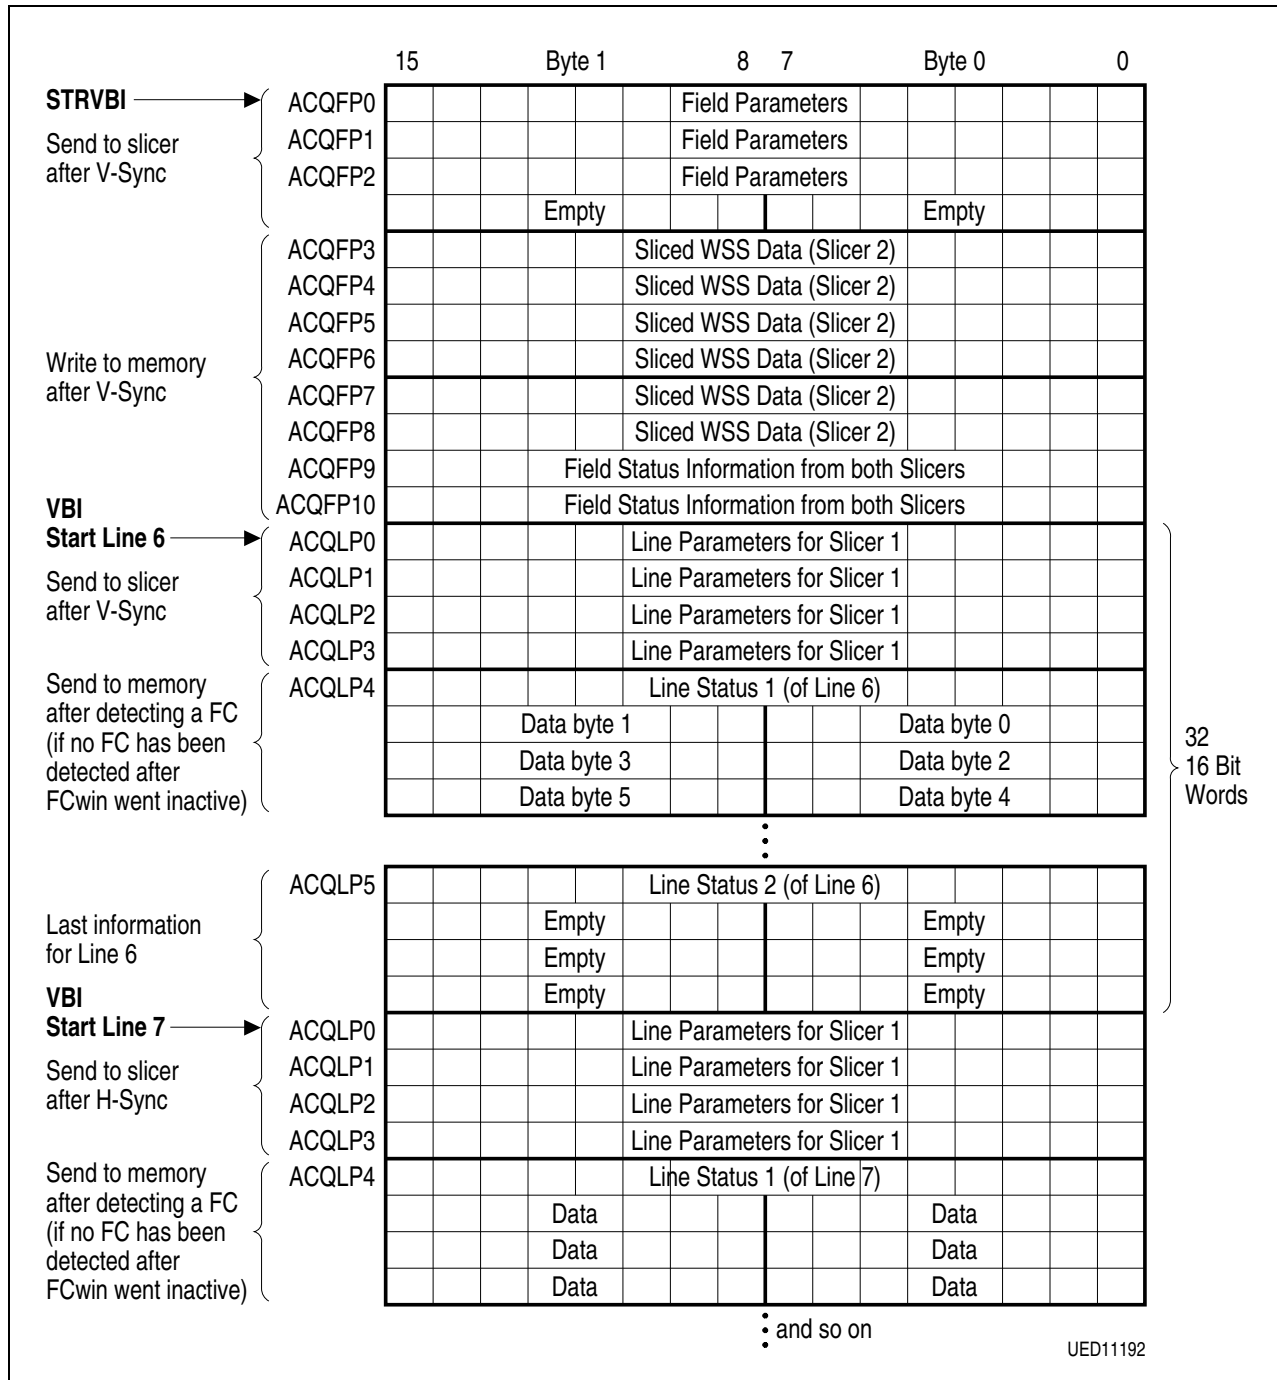 15 Byte 1 8 7 Byte 0 0
STRVBI
Send to slicer
after V-Sync
ACQFP0 Field Parameters
ACQFP1 Field Parameters
ACQFP2 Field Parameters
Empty Empty
Write to memory
after V-Sync
ACQFP3 Sliced WSS Data (Slicer 2)
ACQFP4 Sliced WSS Data (Slicer 2)
ACQFP5 Sliced WSS Data (Slicer 2)
ACQFP6 Sliced WSS Data (Slicer 2)
ACQFP7 Sliced WSS Data (Slicer 2)
ACQFP8 Sliced WSS Data (Slicer 2)
ACQFP9 Field Status Information from both Slicers
ACQFP10 Field Status Information from both Slicers
VBI
Start Line 6
Send to slicer
after V-Sync
ACQLP0 Line Parameters for Slicer 1
ACQLP1 Line Parameters for Slicer 1
ACQLP2 Line Parameters for Slicer 1
ACQLP3 Line Parameters for Slicer 1
Send to memory
after detecting a FC
(if no FC has been
detected after
FCwin went inactive)
ACQLP4 Line Status 1 (of Line 6)
Data byte 1 Data byte 0
Data byte 3 Data byte 2
Data byte 5 Data byte 4
32
16 Bit
Words
Last information
for Line 6
ACQLP5 Line Status 2 (of Line 6)
Empty Empty
Empty Empty
Empty Empty
VBI
Start Line 7
Send to slicer
after H-Sync
ACQLP0 Line Parameters for Slicer 1
ACQLP1 Line Parameters for Slicer 1
ACQLP2 Line Parameters for Slicer 1
ACQLP3 Line Parameters for Slicer 1
Send to memory
after detecting a FC
(if no FC has been
detected after
FCwin went inactive)
ACQLP4 Line Status 1 (of Line 7)
Data Data
Data Data
Data Data
and so on
UED11192